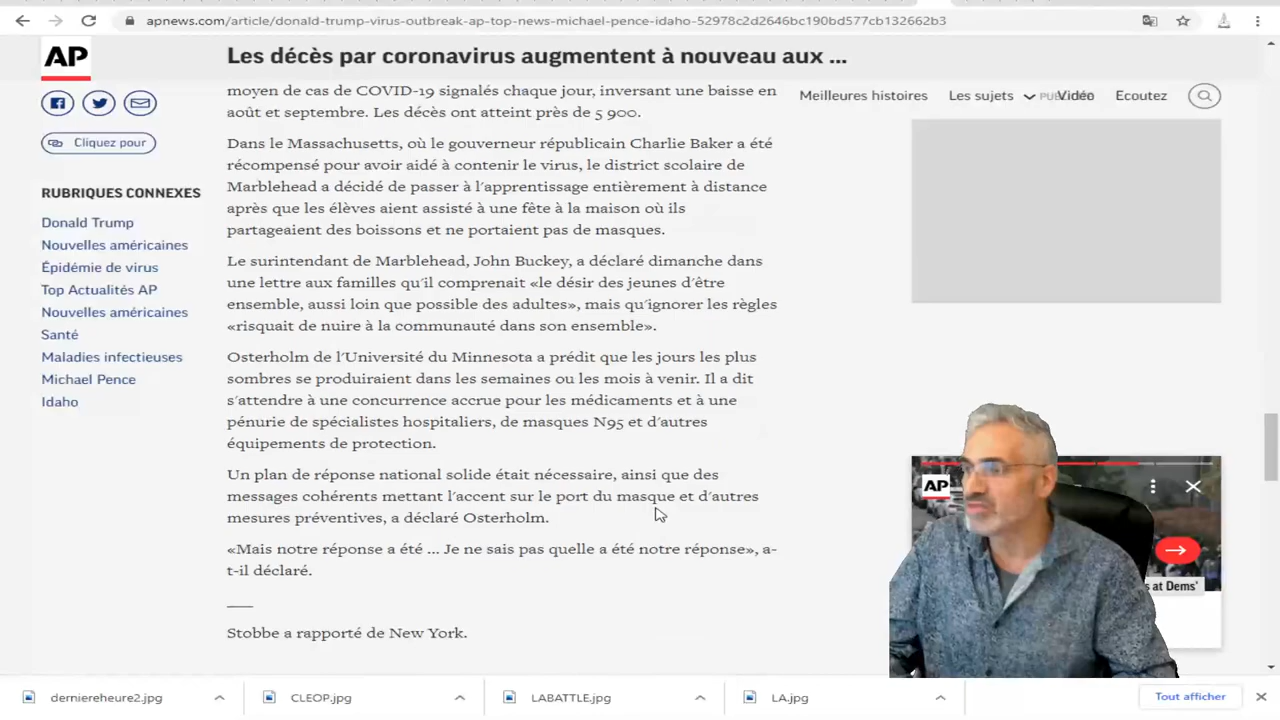 apnews.com/article/donald-trump-virus-outbreak-ap-top-news-michael-pence-idaho-52978c2d2646bc190bd577cb132662b3
AP
Les décès par coronavirus augmentent à nouveau aux ...
Meilleures histoires
Les sujets
Vidéo
Ecoutez
Cliquez pour
RUBRIQUES CONNEXES
Donald Trump
Nouvelles américaines
Épidémie de virus
Top Actualités AP
Nouvelles américaines
Santé
Maladies infectieuses
Michael Pence
Idaho
moyen de cas de COVID-19 signalés chaque jour, inversant une baisse en
août et septembre. Les décès ont atteint près de 5 900.
Dans le Massachusetts, où le gouverneur républicain Charlie Baker a été
récompensé pour avoir aidé à contenir le virus, le district scolaire de
Marblehead a décidé de passer à l'apprentissage entièrement à distance
après que les élèves aient assisté à une fête à la maison où ils
partageaient des boissons et ne portaient pas de masques.
Le surintendant de Marblehead, John Buckey, a déclaré dimanche dans
une lettre aux familles qu'il comprenait «le désir des jeunes d'être
ensemble, aussi loin que possible des adultes», mais qu'ignorer les règles
«risquait de nuire à la communauté dans son ensemble».
Osterholm de l'Université du Minnesota a prédit que les jours les plus
sombres se produiraient dans les semaines ou les mois à venir. Il a dit
s'attendre à une concurrence accrue pour les médicaments et à une
pénurie de spécialistes hospitaliers, de masques N95 et d'autres
équipements de protection.
Un plan de réponse national solide était nécessaire, ainsi que des
messages cohérents mettant l'accent sur le port du masque et d'autres
mesures préventives, a déclaré Osterholm.
«Mais notre réponse a été ... Je ne sais pas quelle a été notre réponse», a-
t-il déclaré.
Stobbe a rapporté de New York.
AP
s at Dems'
derniereheure2.jpg
CLEOP.jpg
LABATTLE.jpg
LA.jpg
Tout afficher